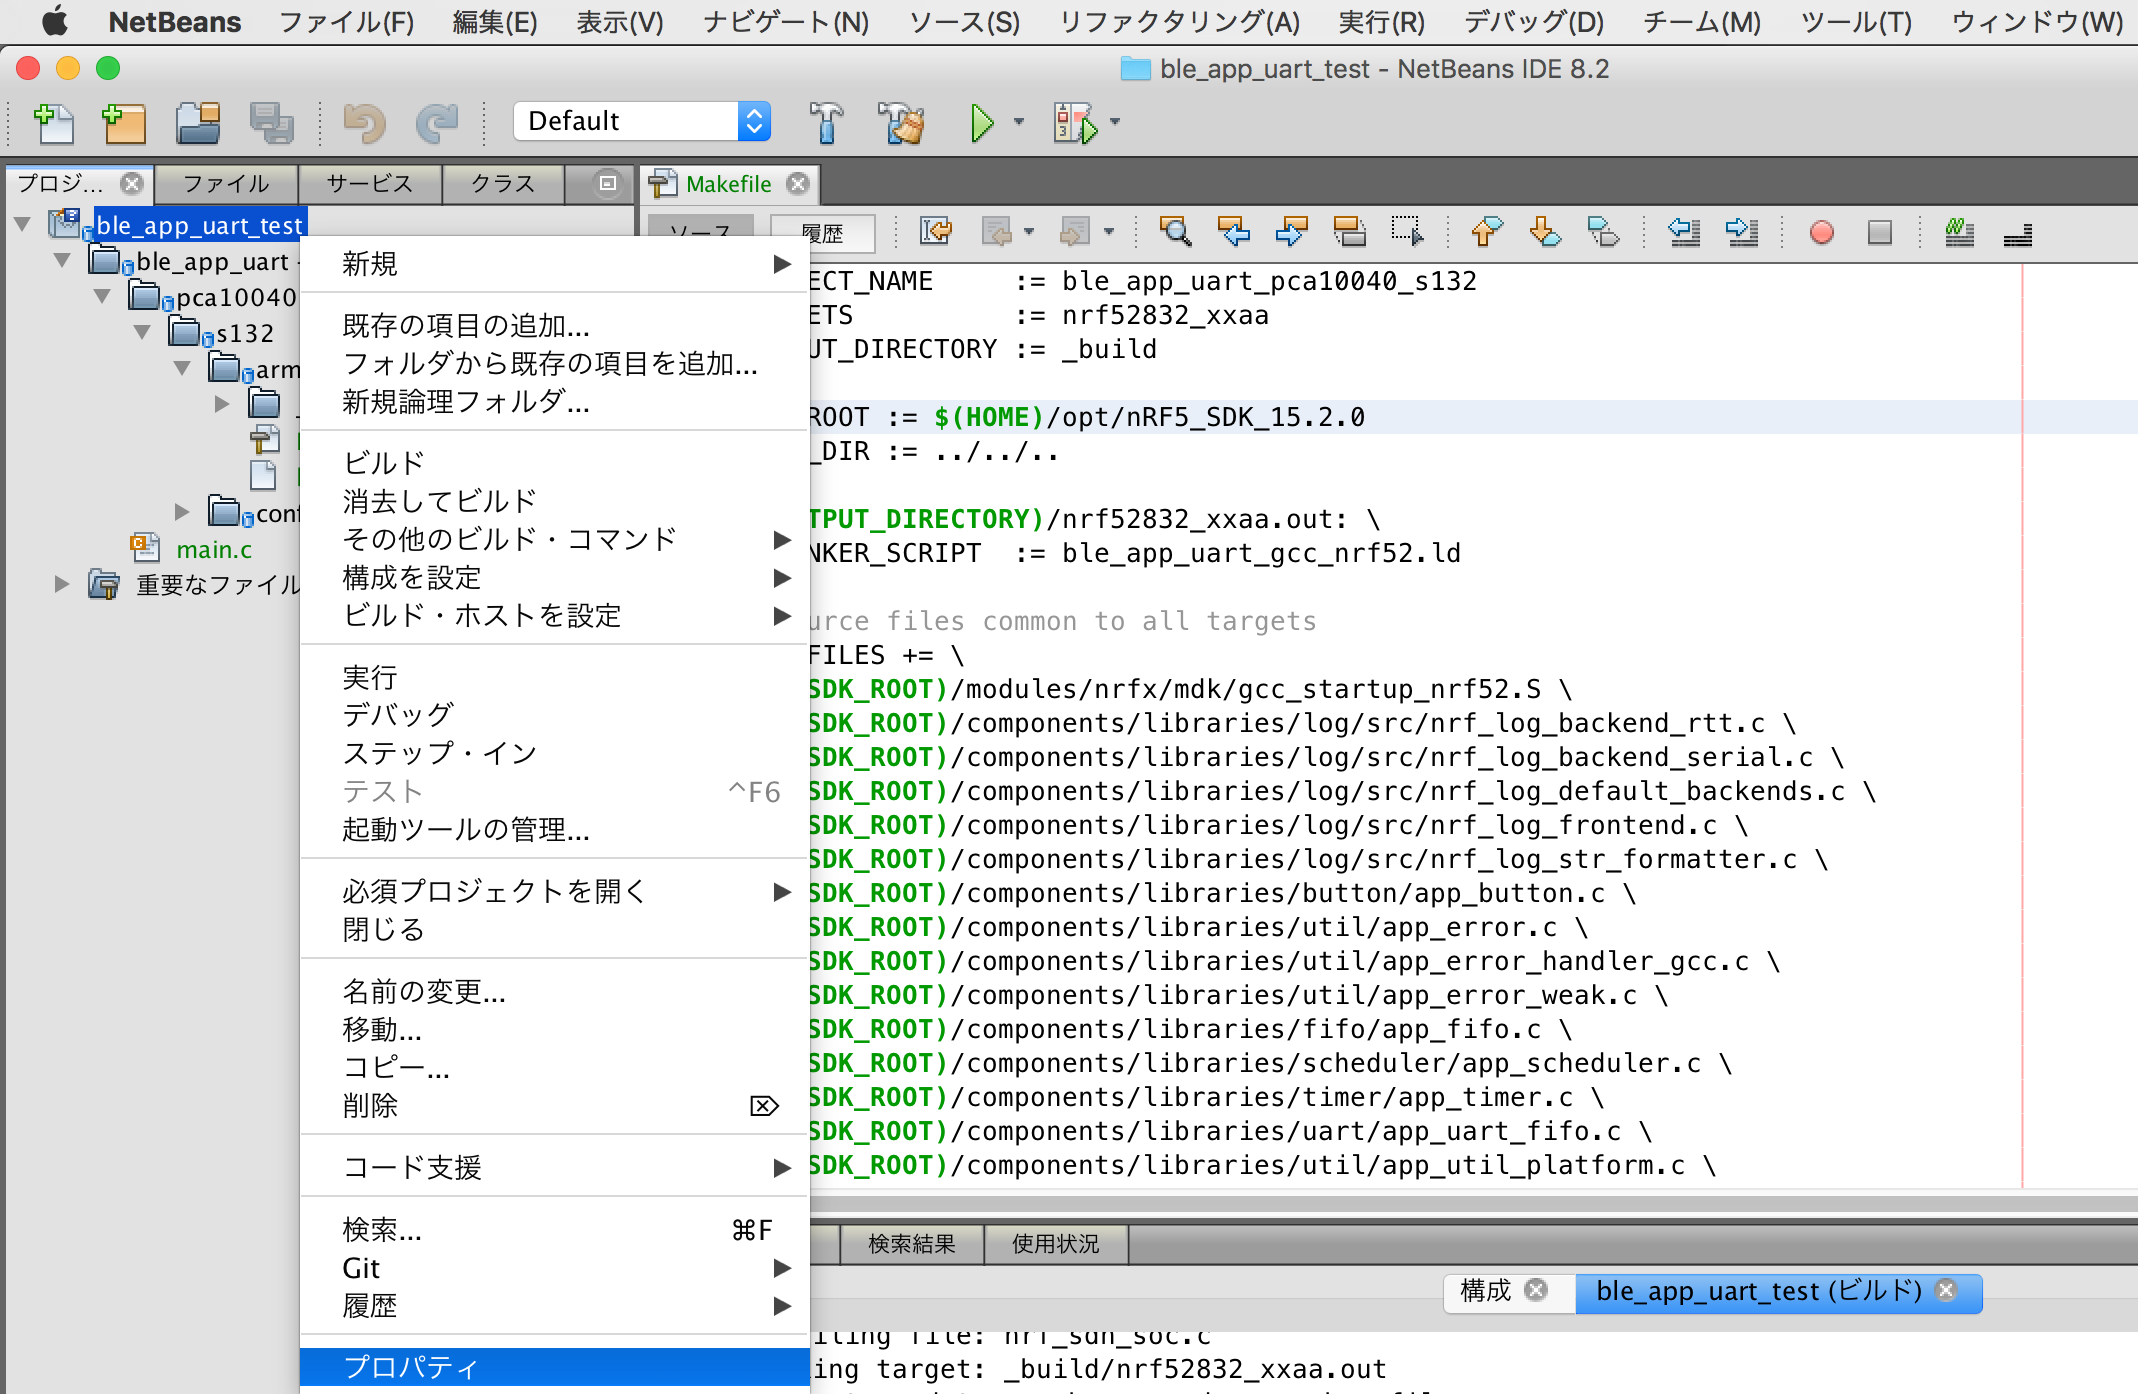 NetBeans ファイル(F) 編集(E) 表示(V) ナビゲート(N) ソース(S) リファクタリング(A) 実行(R) デバッグ(D) チーム(M) ツール(T) ウィンドウ(W)
ble_app_uart_test - NetBeans IDE 8.2
Default
プロジ... ファイル サービス クラス
Makefile
ソース 履歴
ble_app_uart_test
ble_app_uart
pca10040
s132
arm
conf
main.c
重要なファイル
新規
既存の項目の追加...
フォルダから既存の項目を追加...
新規論理フォルダ...
ビルド
消去してビルド
その他のビルド・コマンド
構成を設定
ビルド・ホストを設定
実行
デバッグ
ステップ・イン
テスト ^F6
起動ツールの管理...
必須プロジェクトを開く
閉じる
名前の変更...
移動...
コピー...
削除 ⌦
コード支援
検索... ⌘F
Git
履歴
プロパティ
ECT_NAME := ble_app_uart_pca10040_s132
ETS := nrf52832_xxaa
UT_DIRECTORY := _build
ROOT := $(HOME)/opt/nRF5_SDK_15.2.0
_DIR := ../../..
TPUT_DIRECTORY)/nrf52832_xxaa.out: \
NKER_SCRIPT := ble_app_uart_gcc_nrf52.ld
urce files common to all targets
FILES += \
SDK_ROOT)/modules/nrfx/mdk/gcc_startup_nrf52.S \
SDK_ROOT)/components/libraries/log/src/nrf_log_backend_rtt.c \
SDK_ROOT)/components/libraries/log/src/nrf_log_backend_serial.c \
SDK_ROOT)/components/libraries/log/src/nrf_log_default_backends.c \
SDK_ROOT)/components/libraries/log/src/nrf_log_frontend.c \
SDK_ROOT)/components/libraries/log/src/nrf_log_str_formatter.c \
SDK_ROOT)/components/libraries/button/app_button.c \
SDK_ROOT)/components/libraries/util/app_error.c \
SDK_ROOT)/components/libraries/util/app_error_handler_gcc.c \
SDK_ROOT)/components/libraries/util/app_error_weak.c \
SDK_ROOT)/components/libraries/fifo/app_fifo.c \
SDK_ROOT)/components/libraries/scheduler/app_scheduler.c \
SDK_ROOT)/components/libraries/timer/app_timer.c \
SDK_ROOT)/components/libraries/uart/app_uart_fifo.c \
SDK_ROOT)/components/libraries/util/app_util_platform.c \
検索結果 使用状況
構成 ble_app_uart_test (ビルド)
iling file: nrf_sdh_soc.c
ing target: _build/nrf52832_xxaa.out